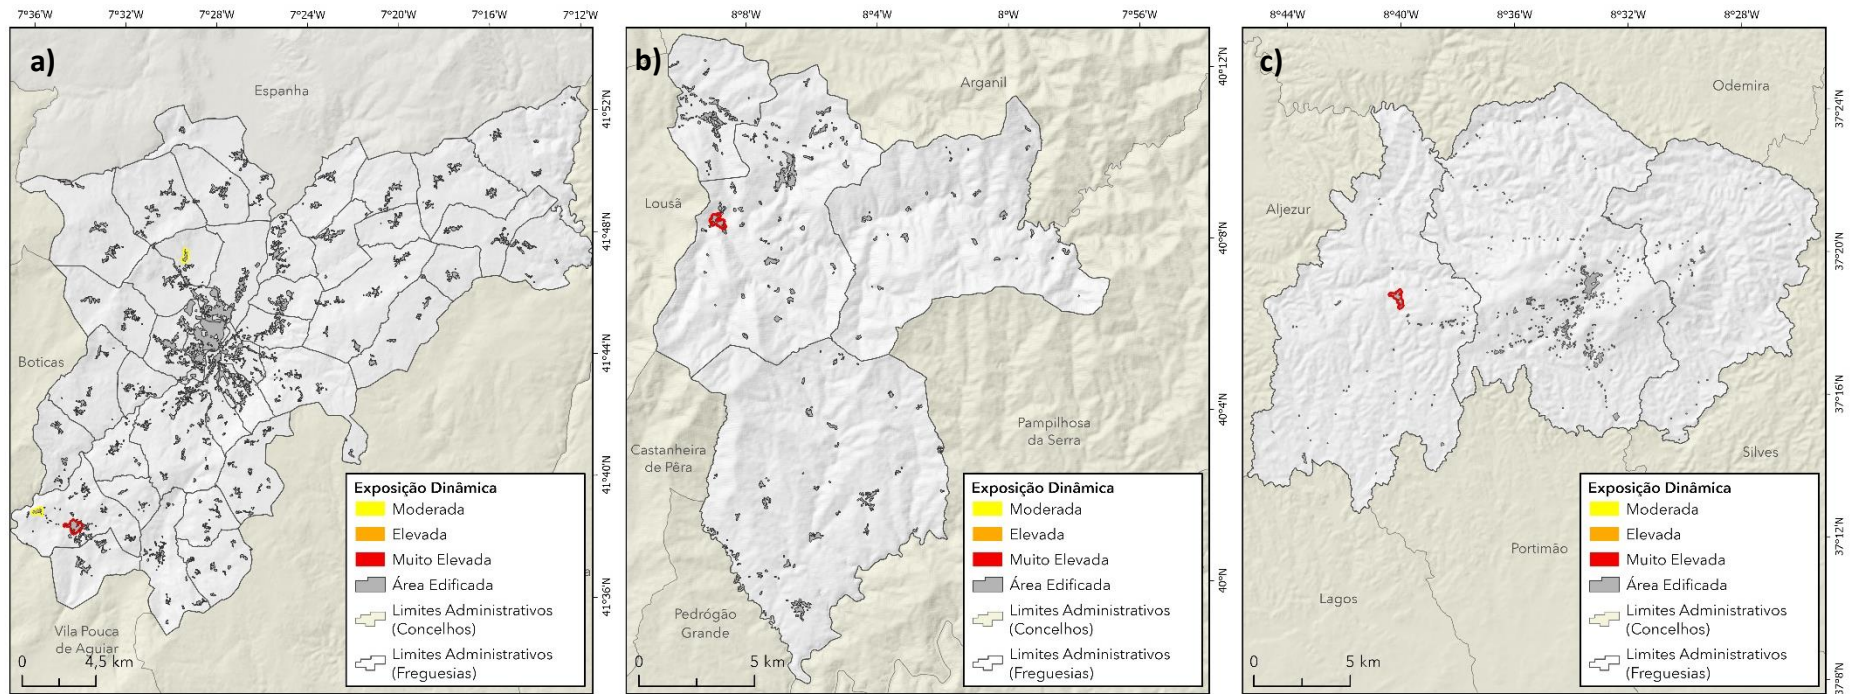 7°36'W 7°32'W 7°28'W 7°24'W 7°20'W 7°16'W 7°12'W
a)
Espanha
Boticas
Vila Pouca
de Aguiar
0 4,5 km
41°52'N
41°48'N
41°44'N
41°40'N
41°36'N
Exposição Dinâmica
Moderada
Elevada
Muito Elevada
Área Edificada
Limites Administrativos
(Concelhos)
Limites Administrativos
(Freguesias)
8°8'W 8°4'W 8°W 7°56'W
b)
Arganil
Lousã
Castanheira
de Pêra
Pampilhosa
da Serra
Pedrógão
Grande
0 5 km
40°12'N
40°8'N
40°4'N
40°N
Exposição Dinâmica
Moderada
Elevada
Muito Elevada
Área Edificada
Limites Administrativos
(Concelhos)
Limites Administrativos
(Freguesias)
8°44'W 8°40'W 8°36'W 8°32'W 8°28'W
c)
Odemira
Aljezur
Silves
Portimão
Lagos
0 5 km
37°24'N
37°20'N
37°16'N
37°12'N
37°8'N
Exposição Dinâmica
Moderada
Elevada
Muito Elevada
Área Edificada
Limites Administrativos
(Concelhos)
Limites Administrativos
(Freguesias)